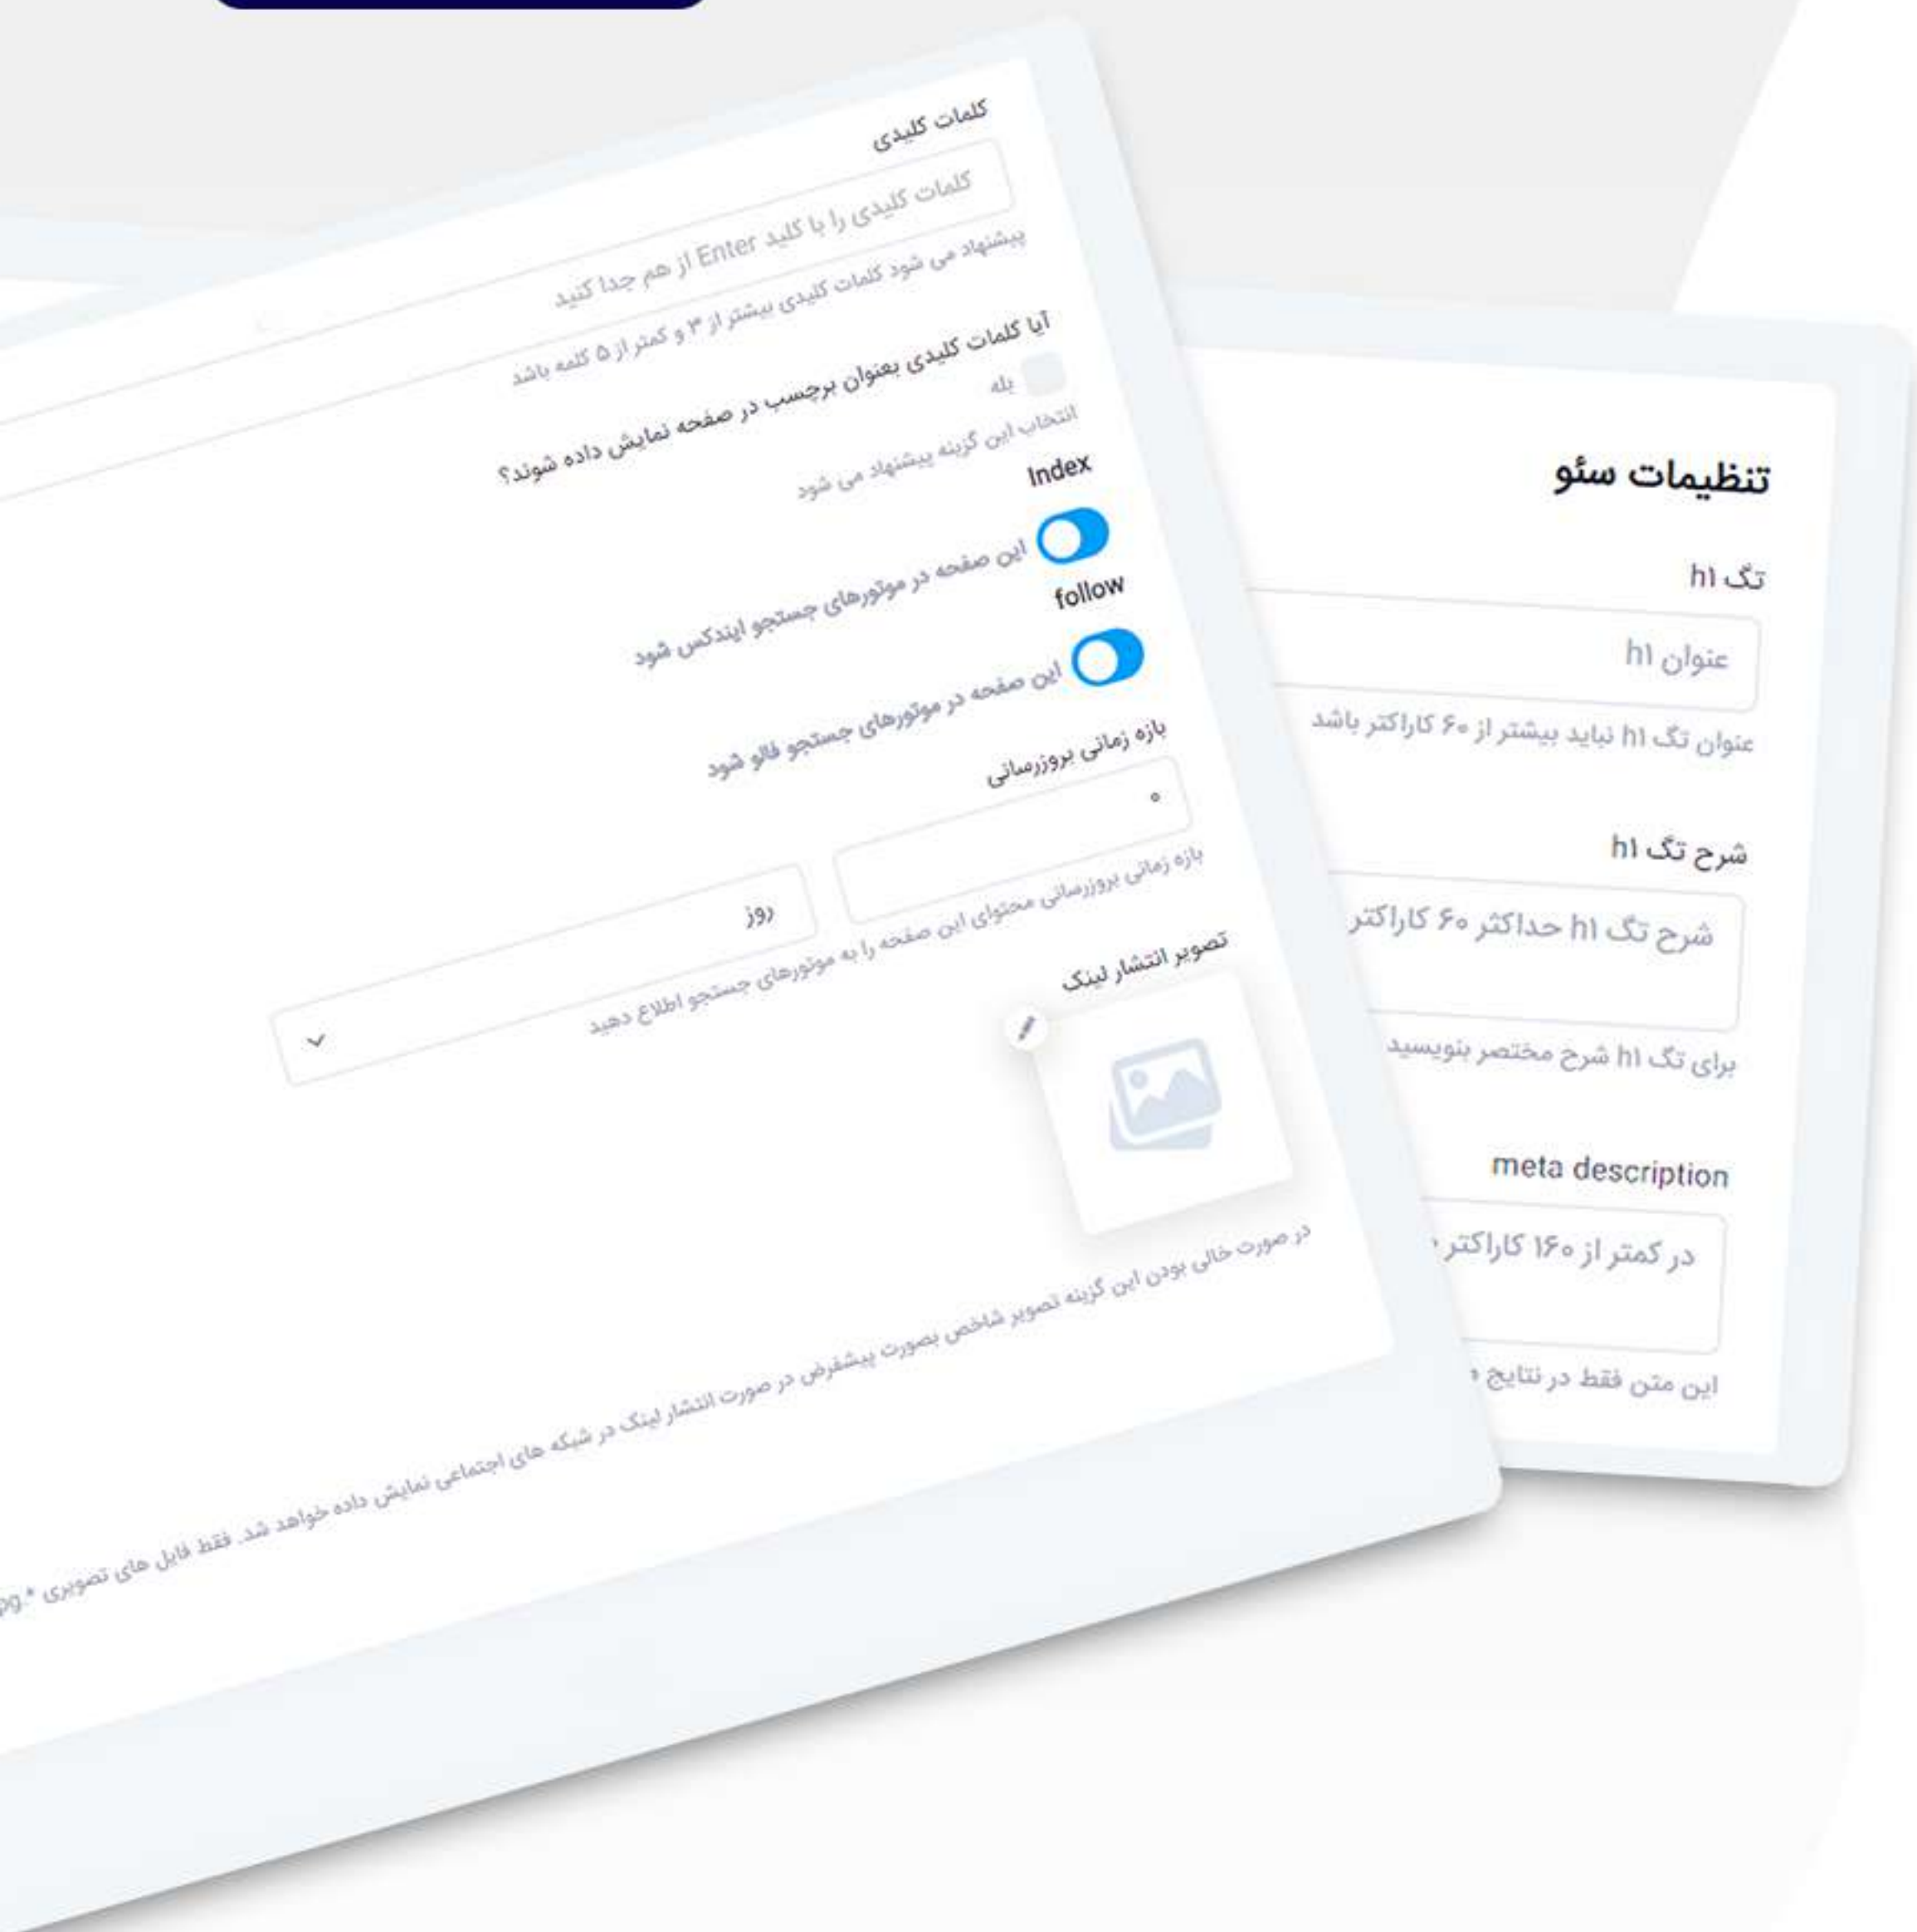 کلمات کلیدی
کلمات کلیدی را با کلید Enter از هم جدا کنید
پیشنهاد می شود کلمات کلیدی بیشتر از ۳ و کمتر از ۵ کلمه باشد
آیا کلمات کلیدی بعنوان برچسب در صفحه نمایش داده شوند؟
بله
انتخاب این گزینه پیشنهاد می شود
Index
این صفحه در موتورهای جستجو ایندکس شود
follow
این صفحه در موتورهای جستجو فالو شود
بازه زمانی بروزرسانی
۰
روز
بازه زمانی بروزرسانی محتوای این صفحه را به موتورهای جستجو اطلاع دهید
تصویر انتشار لینک
در صورت خالی بودن این گزینه تصویر شاخص بصورت پیشفرض در صورت انتشار لینک در شبکه های اجتماعی نمایش داده خواهد شد. فقط فایل های تصویری *.
تنظیمات سئو
تگ h۱
عنوان h۱
عنوان تگ h۱ نباید بیشتر از ۶۰ کاراکتر باشد
شرح تگ h۱
شرح تگ h۱ حداکثر ۶۰ کاراکتر
برای تگ h۱ شرح مختصر بنویسید
meta description
در کمتر از ۱۶۰ کاراکتر
این متن فقط در نتایج